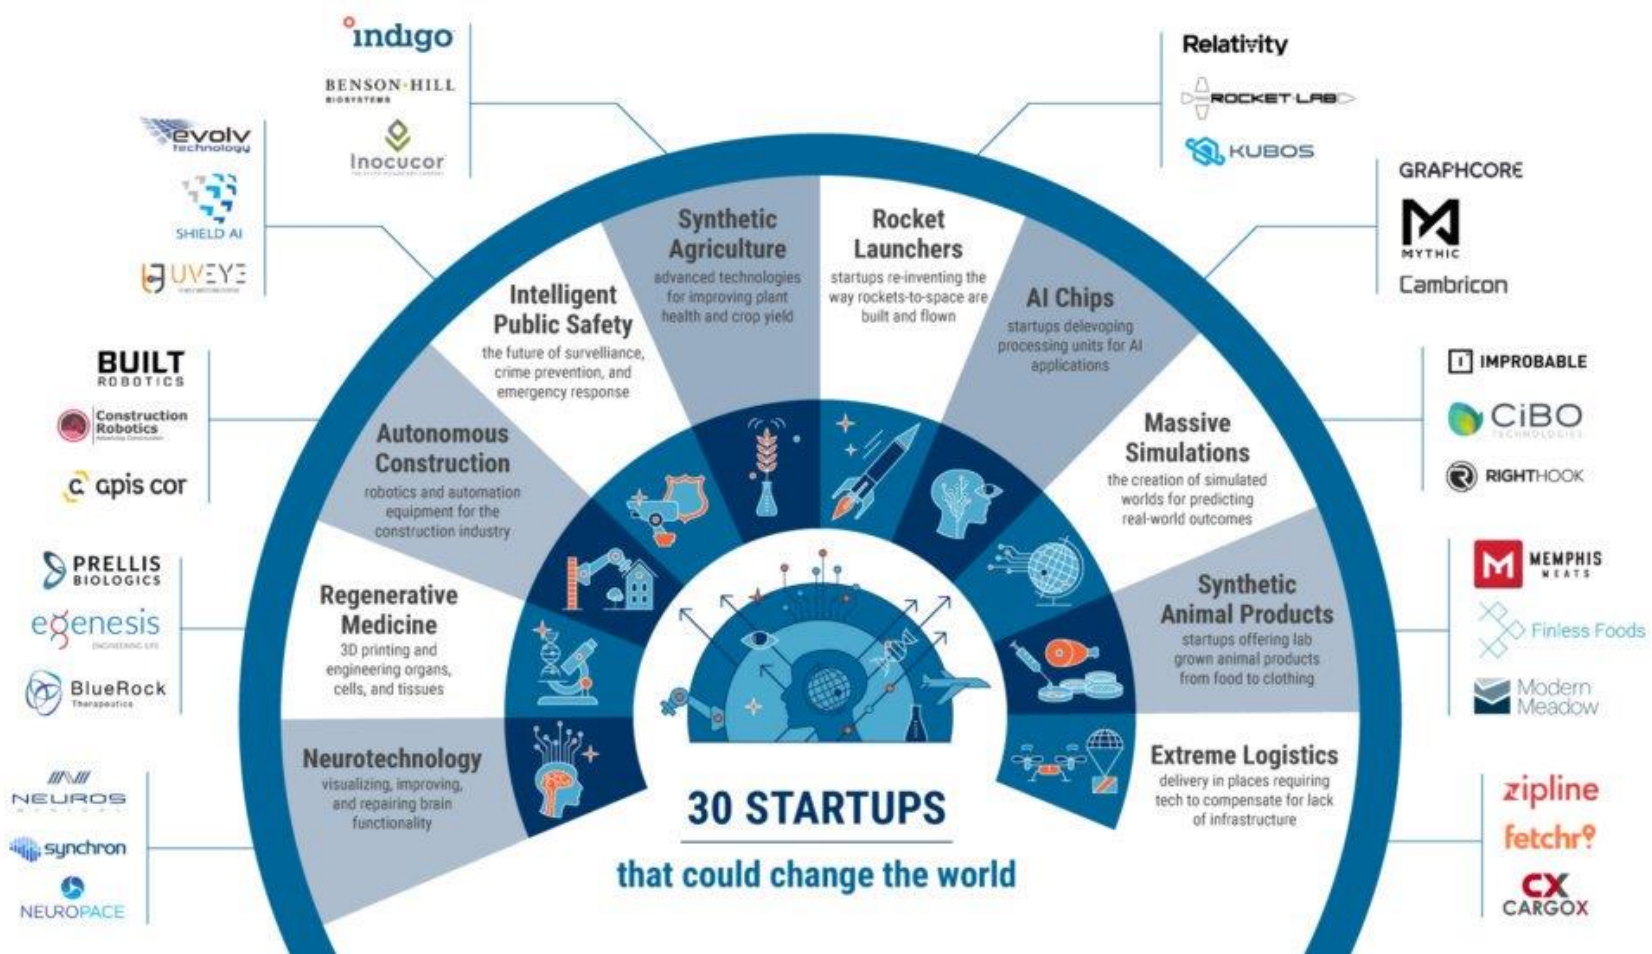 indigo
BENSON·HILL
BIOSYSTEMS
Inocucor
evolv
technology
SHIELD AI
UVEYE
BUILT
ROBOTICS
Construction
Robotics
apis cor
PRELLIS
BIOLOGICS
egenesis
ENGINEERING LIFE
BlueRock
Therapeutics
NEUROS
synchron
NEUROPACE
Relativity
ROCKET LAB
KUBOS
GRAPHCORE
MYTHIC
Cambricon
IMPROBABLE
CiBO
TECHNOLOGIES
RIGHTHOOK
MEMPHIS
MEATS
Finless Foods
Modern
Meadow
zipline
fetchr
CX
CARGOX
Neurotechnology
visualizing, improving,
and repairing brain
functionality
Regenerative
Medicine
3D printing and
engineering organs,
cells, and tissues
Autonomous
Construction
robotics and automation
equipment for the
construction industry
Intelligent
Public Safety
the future of survelliance,
crime prevention, and
emergency response
Synthetic
Agriculture
advanced technologies
for improving plant
health and crop yield
Rocket
Launchers
startups re-inventing the
way rockets-to-space are
built and flown
AI Chips
startups delevoping
processing units for AI
applications
Massive
Simulations
the creation of simulated
worlds for predicting
real-world outcomes
Synthetic
Animal Products
startups offering lab
grown animal products
from food to clothing
Extreme Logistics
delivery in places requiring
tech to compensate for lack
of infrastructure
30 STARTUPS
that could change the world